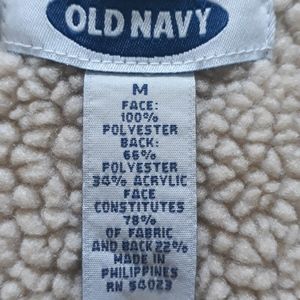 OLD NAVY
M
FACE:
100%
POLYESTER
BACK:
66%
POLYESTER
34% ACRYLIC
FACE
CONSTITUTES
78%
OF FABRIC
AND BACK 22%
MADE IN
PHILIPPINES
RN 54023